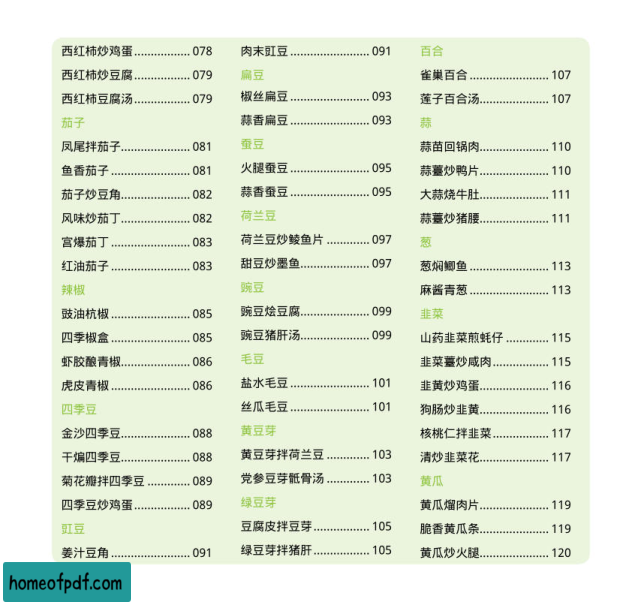 西红柿炒鸡蛋................. 078
西红柿炒豆腐................. 079
西红柿豆腐汤................. 079
茄子
凤尾拌茄子..................... 081
鱼香茄子........................ 081
茄子炒豆角..................... 082
风味炒茄丁..................... 082
宫爆茄丁........................ 083
红油茄子........................ 083
辣椒
豉油杭椒........................ 085
四季椒盒........................ 085
虾胶酿青椒..................... 086
虎皮青椒........................ 086
四季豆
金沙四季豆..................... 088
干煸四季豆..................... 088
菊花瓣拌四季豆............. 089
四季豆炒鸡蛋................. 089
豇豆
姜汁豆角........................ 091
肉末豇豆........................ 091
扁豆
椒丝扁豆........................ 093
蒜香扁豆........................ 093
蚕豆
火腿蚕豆........................ 095
蒜香蚕豆........................ 095
荷兰豆
荷兰豆炒鲮鱼片............. 097
甜豆炒墨鱼..................... 097
豌豆
豌豆烩豆腐..................... 099
豌豆猪肝汤..................... 099
毛豆
盐水毛豆........................ 101
丝瓜毛豆........................ 101
黄豆芽
黄豆芽拌荷兰豆............. 103
党参豆芽骶骨汤............. 103
绿豆芽
豆腐皮拌豆芽................. 105
绿豆芽拌猪肝................. 105
百合
雀巢百合........................ 107
莲子百合汤..................... 107
蒜
蒜苗回锅肉..................... 110
蒜薹炒鸭片..................... 110
大蒜烧牛肚..................... 111
蒜薹炒猪腰..................... 111
葱
葱焖鲫鱼........................ 113
麻酱青葱........................ 113
韭菜
山药韭菜煎蚝仔............. 115
韭菜薹炒咸肉................. 115
韭黄炒鸡蛋..................... 116
狗肠炒韭黄..................... 116
核桃仁拌韭菜................. 117
清炒韭菜花..................... 117
黄瓜
黄瓜熘肉片..................... 119
脆香黄瓜条..................... 119
黄瓜炒火腿..................... 120
homeofpdf.com